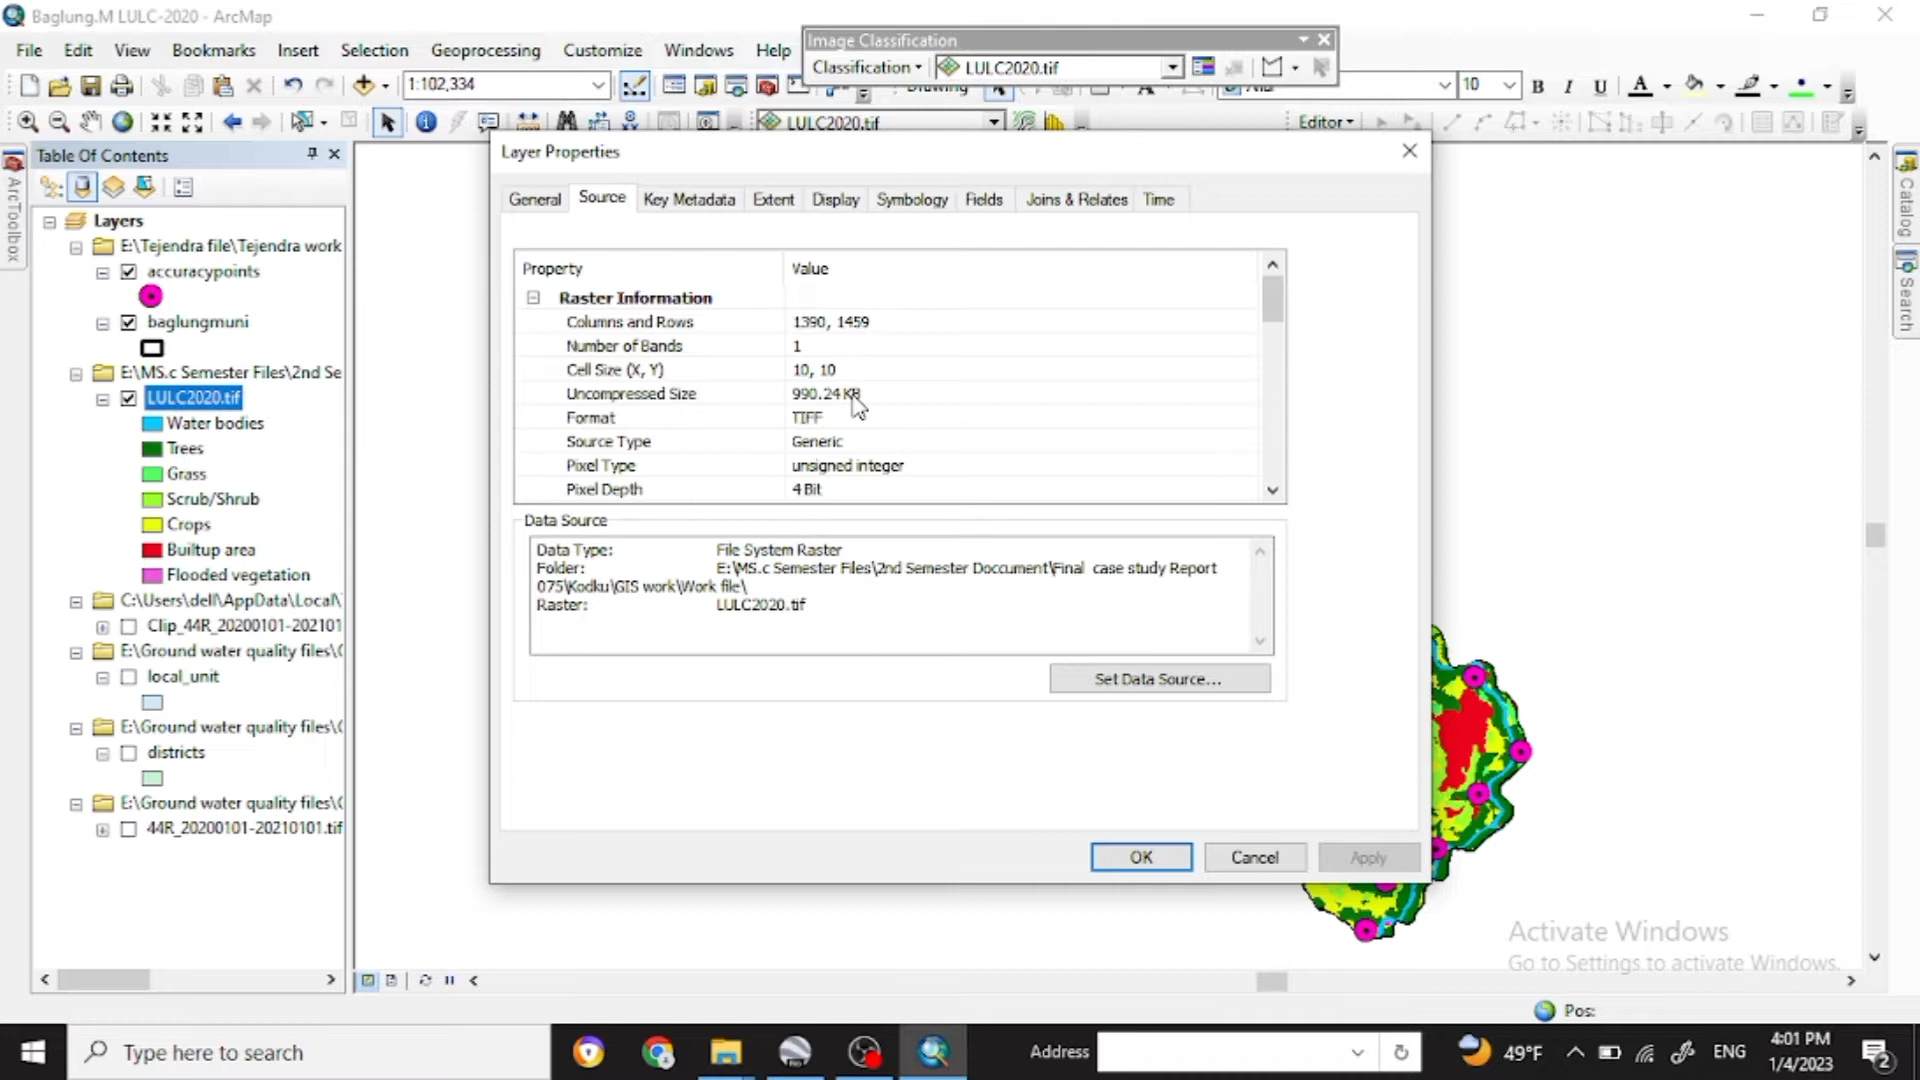 Baglung.M LULC-2020 - ArcMap
File Edit View Bookmarks Insert Selection Geoprocessing Customize Windows Help
Image Classification
Classification LULC2020.tif
1:102,334
10 B I U A
LULC2020.tif
Editor
Table Of Contents
ArcToolbox
Catalog
Search
Layers
E:\Tejendra file\Tejendra work
accuracypoints
baglungmuni
E:\MS.c Semester Files\2nd Se
LULC2020.tif
Water bodies
Trees
Grass
Scrub/Shrub
Crops
Builtup area
Flooded vegetation
C:\Users\dell\AppData\Local\
Clip_44R_20200101-202101
E:\Ground water quality files\
local_unit
E:\Ground water quality files\
districts
E:\Ground water quality files\
44R_20200101-20210101.tif
Layer Properties
General Source Key Metadata Extent Display Symbology Fields Joins & Relates Time
Property Value
Raster Information
Columns and Rows 1390, 1459
Number of Bands 1
Cell Size (X, Y) 10, 10
Uncompressed Size 990.24 KB
Format TIFF
Source Type Generic
Pixel Type unsigned integer
Pixel Depth 4 Bit
Data Source
Data Type: File System Raster
Folder: E:\MS.c Semester Files\2nd Semester Doccument\Final case study Report
075\Kodku\GIS work\Work file\
Raster: LULC2020.tif
Set Data Source...
OK Cancel Apply
Activate Windows
Go to Settings to activate Windows.
Pos:
Type here to search
Address
49°F
ENG
4:01 PM
1/4/2023
2